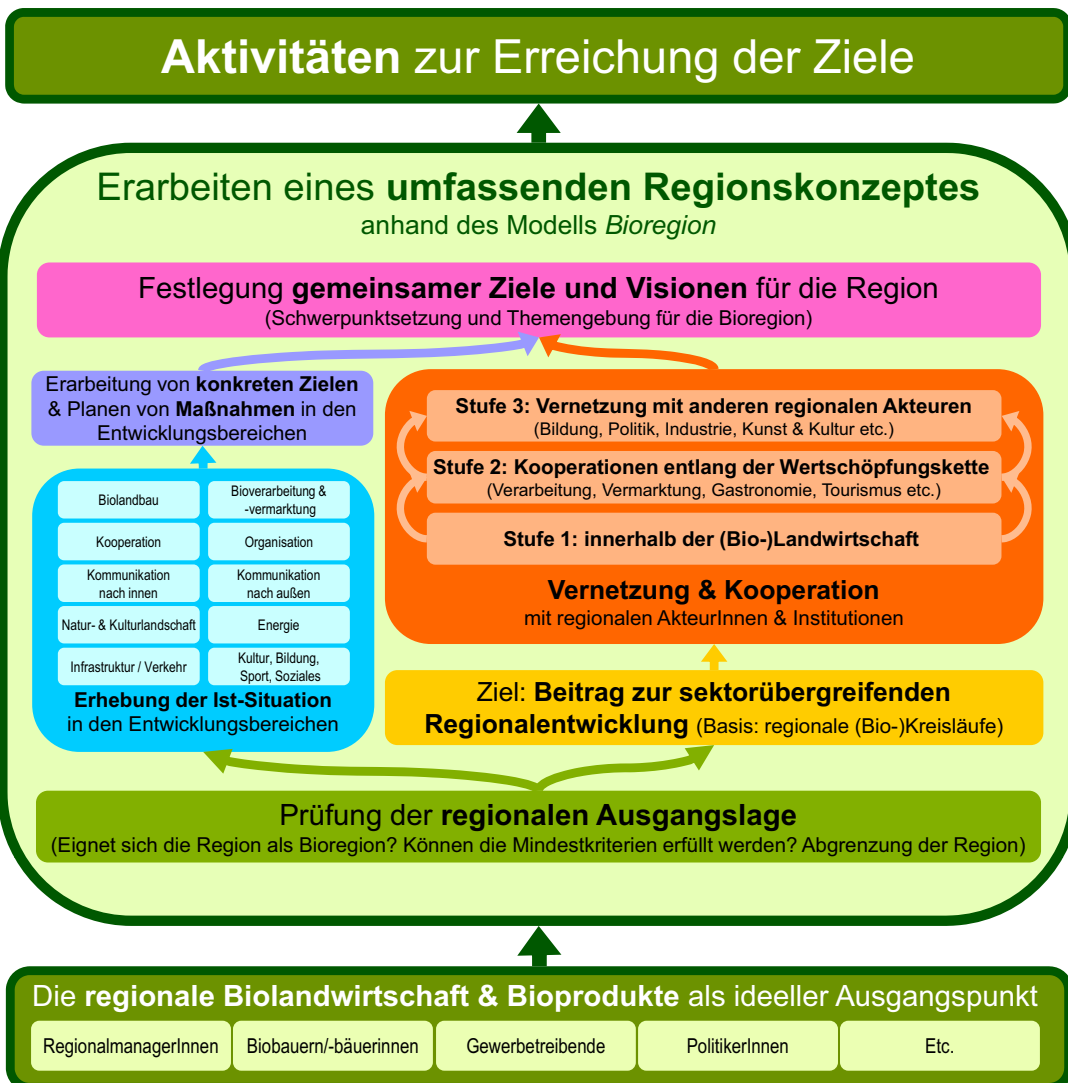 Aktivitäten zur Erreichung der Ziele
Erarbeiten eines umfassenden Regionskonzeptes
anhand des Modells Bioregion
Festlegung gemeinsamer Ziele und Visionen für die Region
(Schwerpunktsetzung und Themengebung für die Bioregion)
Erarbeitung von konkreten Zielen
& Planen von Maßnahmen in den
Entwicklungsbereichen
Biolandbau
Bioverarbeitung &
-vermarktung
Kooperation
Organisation
Kommunikation
nach innen
Kommunikation
nach außen
Natur- & Kulturlandschaft
Energie
Infrastruktur / Verkehr
Kultur, Bildung,
Sport, Soziales
Erhebung der Ist-Situation
in den Entwicklungsbereichen
Stufe 3: Vernetzung mit anderen regionalen Akteuren
(Bildung, Politik, Industrie, Kunst & Kultur etc.)
Stufe 2: Kooperationen entlang der Wertschöpfungskette
(Verarbeitung, Vermarktung, Gastronomie, Tourismus etc.)
Stufe 1: innerhalb der (Bio-)Landwirtschaft
Vernetzung & Kooperation
mit regionalen AkteurInnen & Institutionen
Ziel: Beitrag zur sektorübergreifenden
Regionalentwicklung (Basis: regionale (Bio-)Kreisläufe)
Prüfung der regionalen Ausgangslage
(Eignet sich die Region als Bioregion? Können die Mindestkriterien erfüllt werden? Abgrenzung der Region)
Die regionale Biolandwirtschaft & Bioprodukte als ideeller Ausgangspunkt
RegionalmanagerInnen
Biobauern/-bäuerinnen
Gewerbetreibende
PolitikerInnen
Etc.